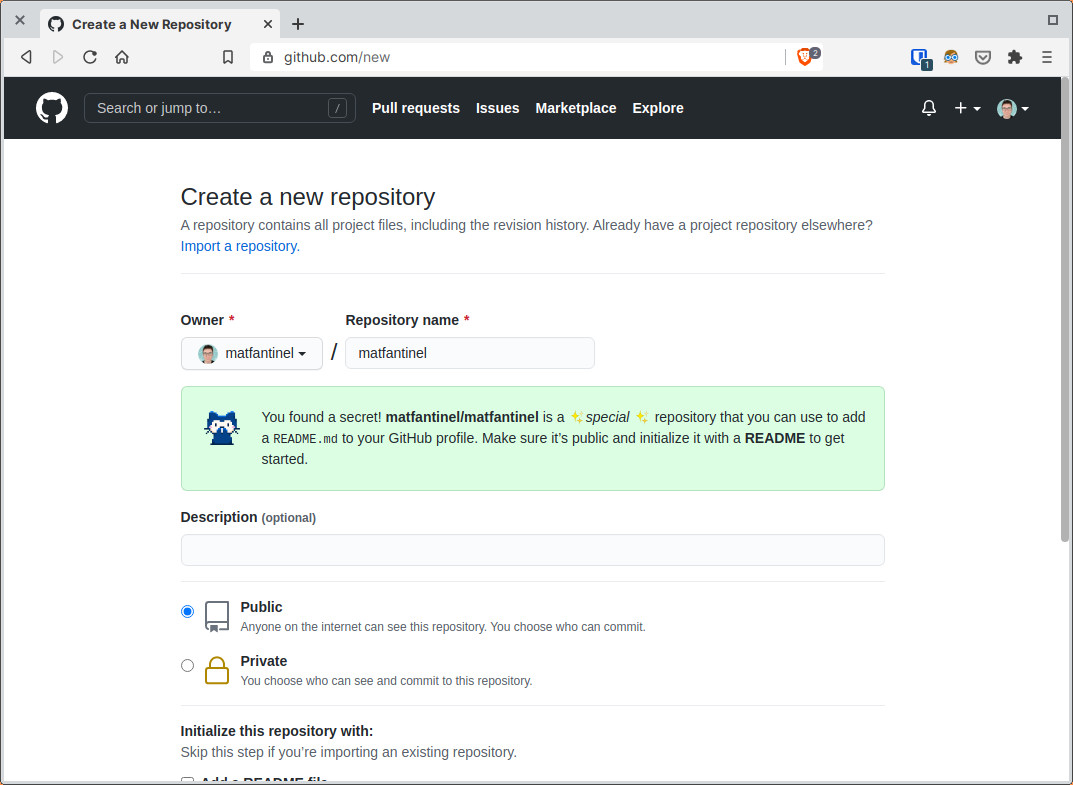 Create a New Repository
github.com/new
2
1
Search or jump to…
/
Pull requests Issues Marketplace Explore
Create a new repository
A repository contains all project files, including the revision history. Already have a project repository elsewhere?
Import a repository.
Owner * Repository name *
matfantinel / matfantinel
You found a secret! matfantinel/matfantinel is a ✨special ✨ repository that you can use to add
a README.md to your GitHub profile. Make sure it’s public and initialize it with a README to get
started.
Description (optional)
Public
Anyone on the internet can see this repository. You choose who can commit.
Private
You choose who can see and commit to this repository.
Initialize this repository with:
Skip this step if you’re importing an existing repository.
Add a README file